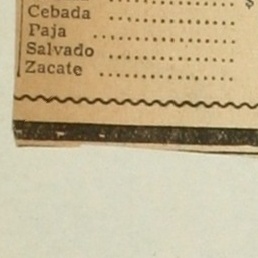 $
Cebada ....................
Paja ......................
Salvado ...................
Zacate ....................